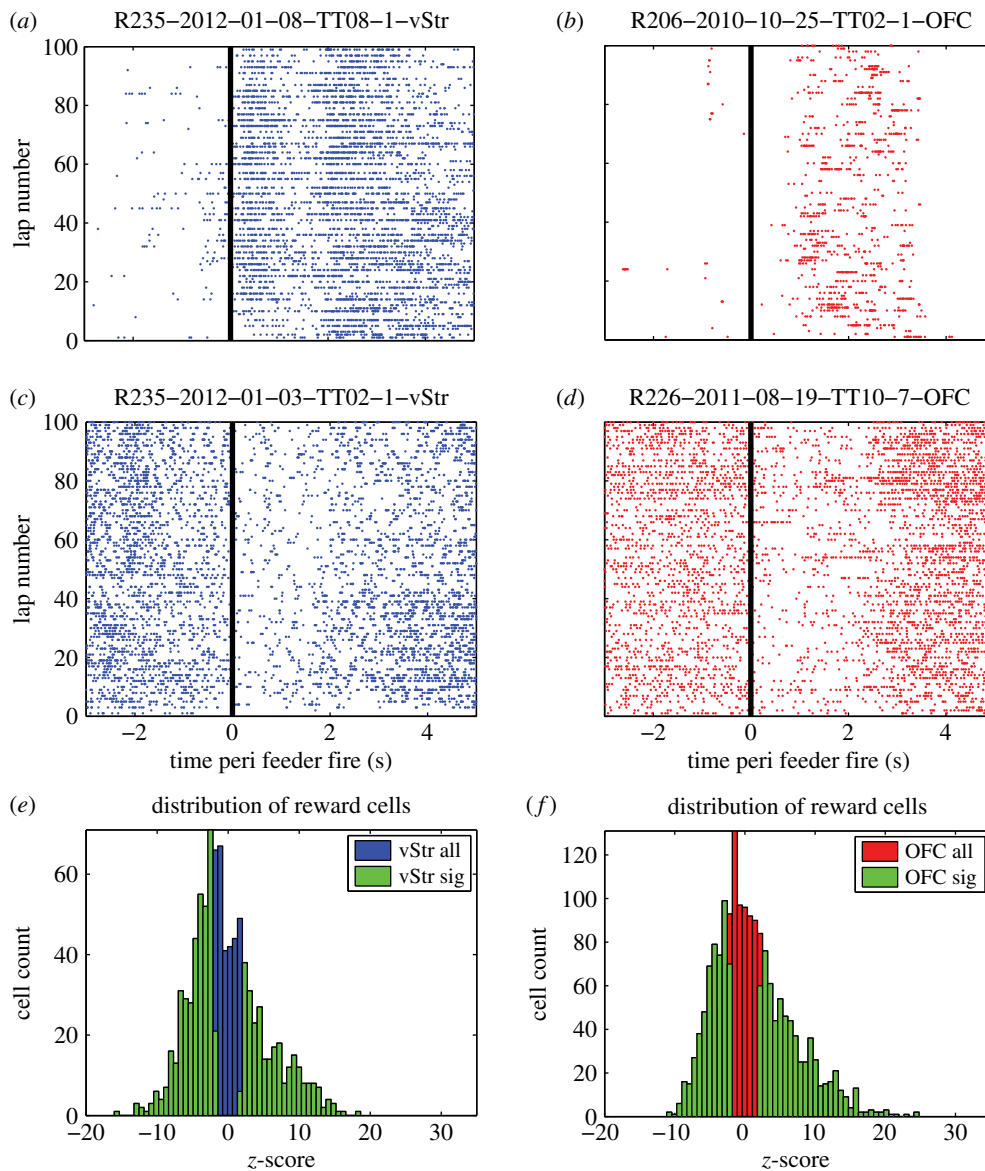 (a) R235–2012–01–08–TT08–1–vStr
100
80
60
40
20
0
lap number
(b) R206–2010–10–25–TT02–1–OFC
(c) R235–2012–01–03–TT02–1–vStr
100
80
60
40
20
0
lap number
−2 0 2 4
time peri feeder fire (s)
(d) R226–2011–08–19–TT10–7–OFC
−2 0 2 4
time peri feeder fire (s)
(e) distribution of reward cells
vStr all
vStr sig
60
40
20
0
cell count
−20 −10 0 10 20 30
z-score
(f) distribution of reward cells
OFC all
OFC sig
120
100
80
60
40
20
0
cell count
−20 −10 0 10 20 30
z-score